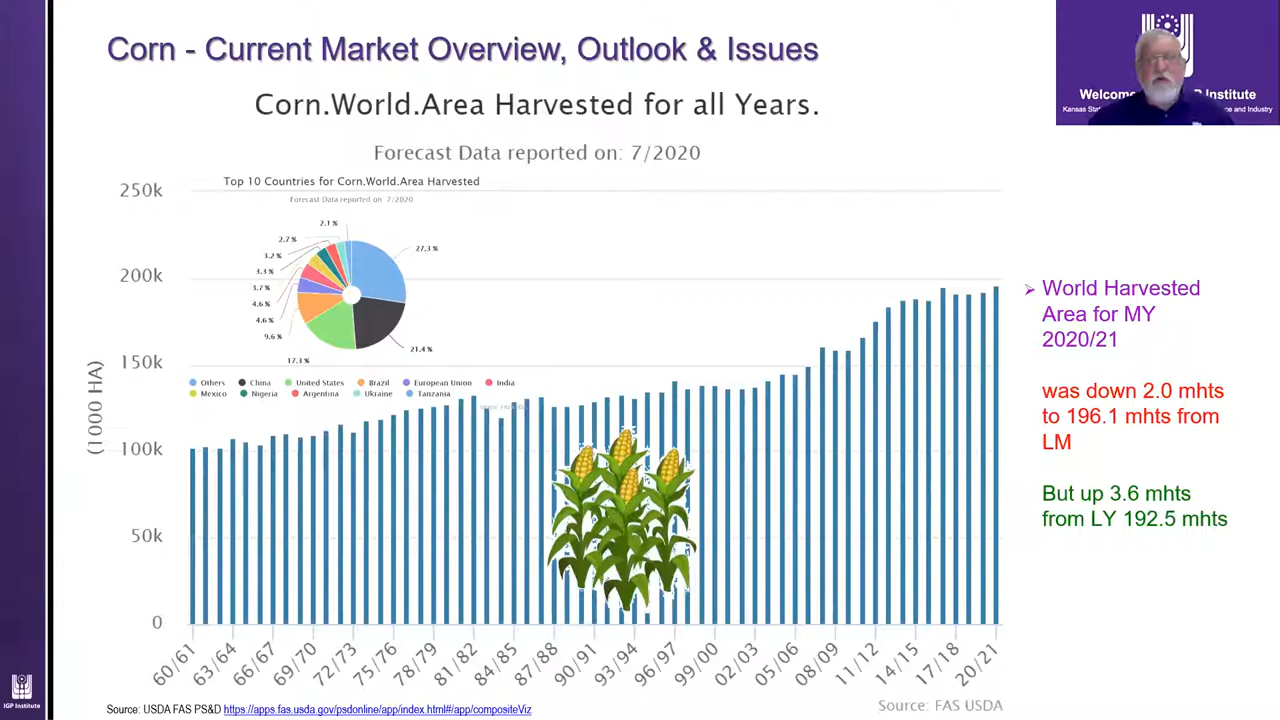 Corn - Current Market Overview, Outlook & Issues
Corn.World.Area Harvested for all Years.
Forecast Data reported on: 7/2020
Top 10 Countries for Corn.World.Area Harvested
Forecast Data reported on 7/2020
2.1 %
2.7 %
3.2 %
3.3 %
3.7 %
4.6 %
4.6 %
9.6 %
17.3 %
21.4 %
27.3 %
Others China United States Brazil European Union India
Mexico Nigeria Argentina Ukraine Tanzania
250k
200k
150k
100k
50k
0
(1000 HA)
60/61 63/64 66/67 69/70 72/73 75/76 78/79 81/82 84/85 87/88 90/91 93/94 96/97 99/00 02/03 05/06 08/09 11/12 14/15 17/18 20/21
Source: FAS USDA
World Harvested
Area for MY
2020/21
was down 2.0 mhts
to 196.1 mhts from
LM
But up 3.6 mhts
from LY 192.5 mhts
Source: USDA FAS PS&D https://apps.fas.usda.gov/psdonline/app/index.html#/app/compositeViz
IGP Institute